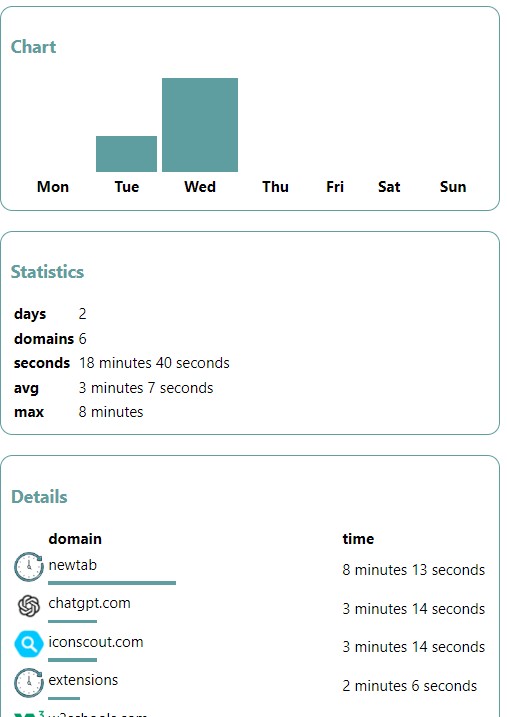 Chart
Mon Tue Wed Thu Fri Sat Sun
Statistics
days 2
domains 6
seconds 18 minutes 40 seconds
avg 3 minutes 7 seconds
max 8 minutes
Details
domain time
newtab 8 minutes 13 seconds
chatgpt.com 3 minutes 14 seconds
iconscout.com 3 minutes 14 seconds
extensions 2 minutes 6 seconds